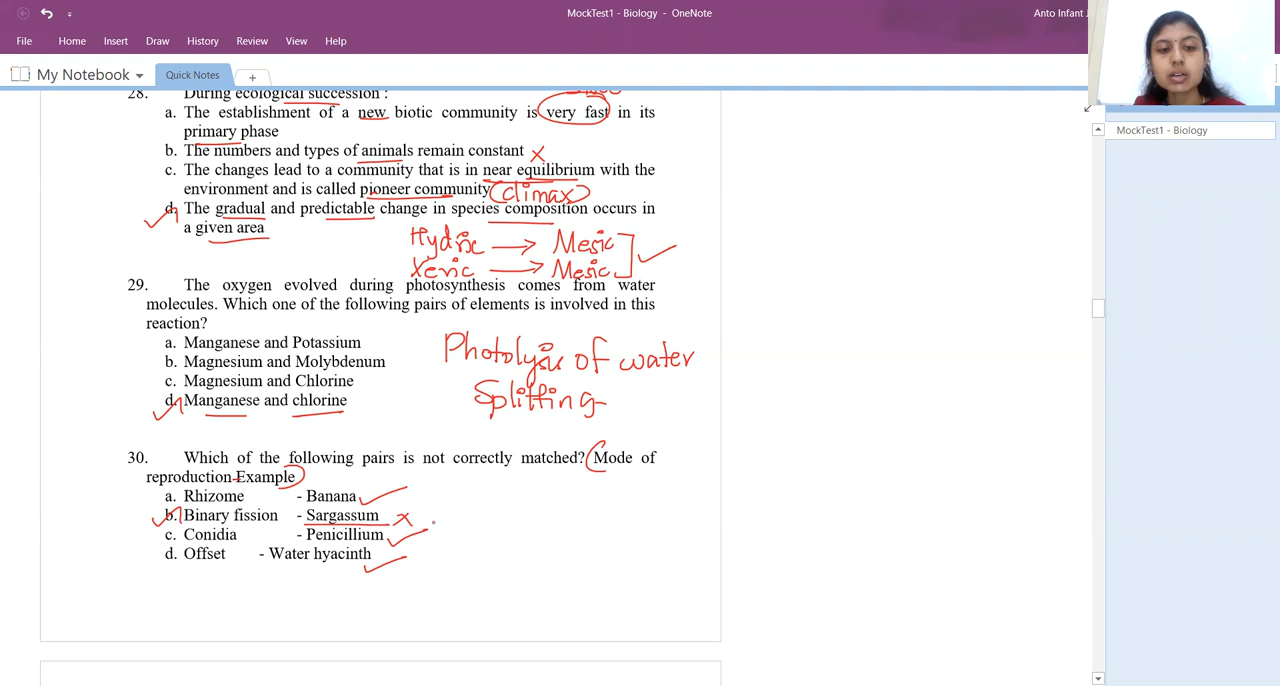 MockTest1 - Biology - OneNote
Anto Infant J
File Home Insert Draw History Review View Help
My Notebook Quick Notes +
MockTest1 - Biology
28. During ecological succession :
a. The establishment of a new biotic community is very fast in its
primary phase
b. The numbers and types of animals remain constant x
c. The changes lead to a community that is in near equilibrium with the
environment and is called pioneer community (climax)
d. The gradual and predictable change in species composition occurs in
a given area
Hydric → Mesic
Xeric → Mesic
29. The oxygen evolved during photosynthesis comes from water
molecules. Which one of the following pairs of elements is involved in this
reaction?
a. Manganese and Potassium
b. Magnesium and Molybdenum
c. Magnesium and Chlorine
d. Manganese and chlorine
Photolysis of water
Splitting
30. Which of the following pairs is not correctly matched? (Mode of
reproduction-Example)
a. Rhizome - Banana
b. Binary fission - Sargassum x
c. Conidia - Penicillium
d. Offset - Water hyacinth